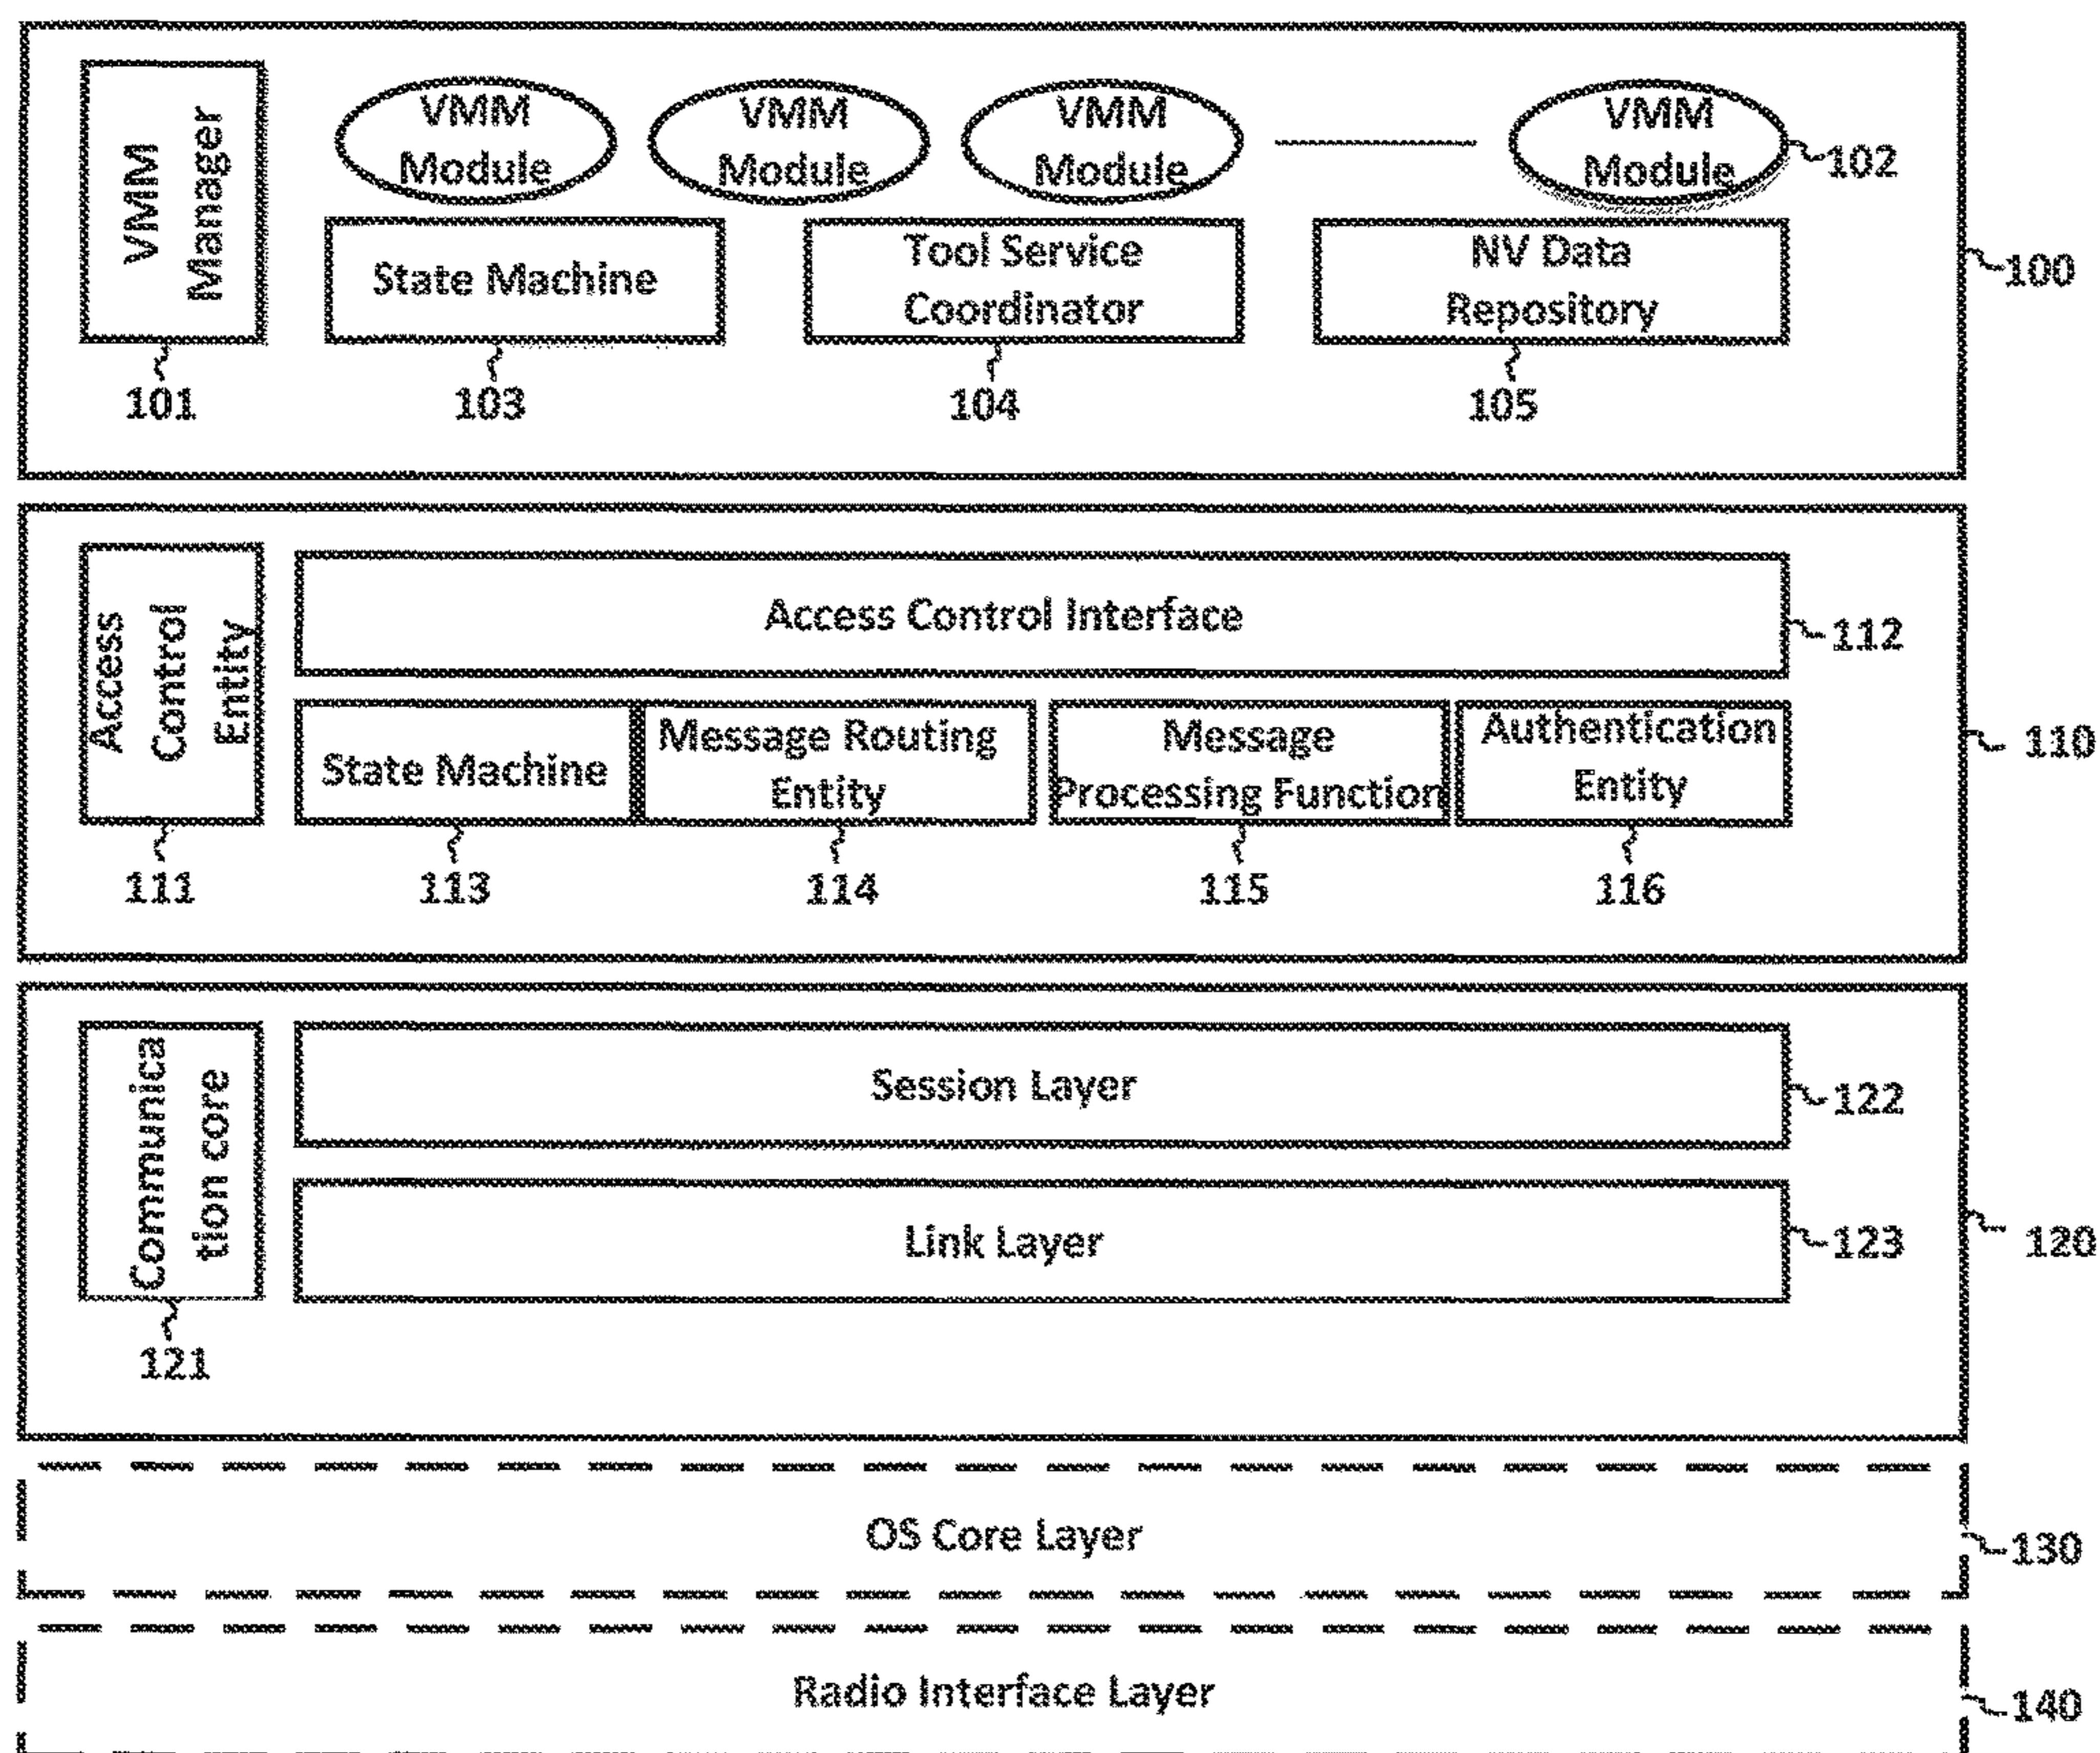 VMM
Manager
VMM
Module
VMM
Module
VMM
Module
VMM
Module
102
State Machine
Tool Service
Coordinator
NV Data
Repository
100
101
103
104
105
Access
Control
Entity
Access Control Interface
112
State Machine
Message Routing
Entity
Message
Processing Function
Authentication
Entity
110
111
113
114
115
116
Communica
tion core
Session Layer
122
Link Layer
123
120
121
OS Core Layer
130
Radio Interface Layer
140